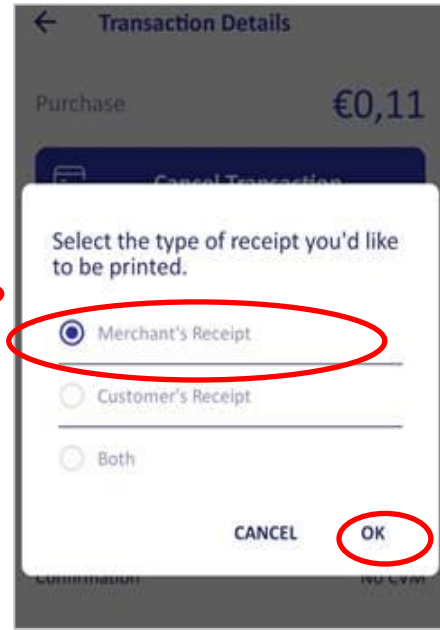 Transaction Details
Purchase €0,11
Cancel Transaction
Select the type of receipt you'd like
to be printed.
Merchant's Receipt
Customer's Receipt
Both
CANCEL OK
Confirmation No CVM